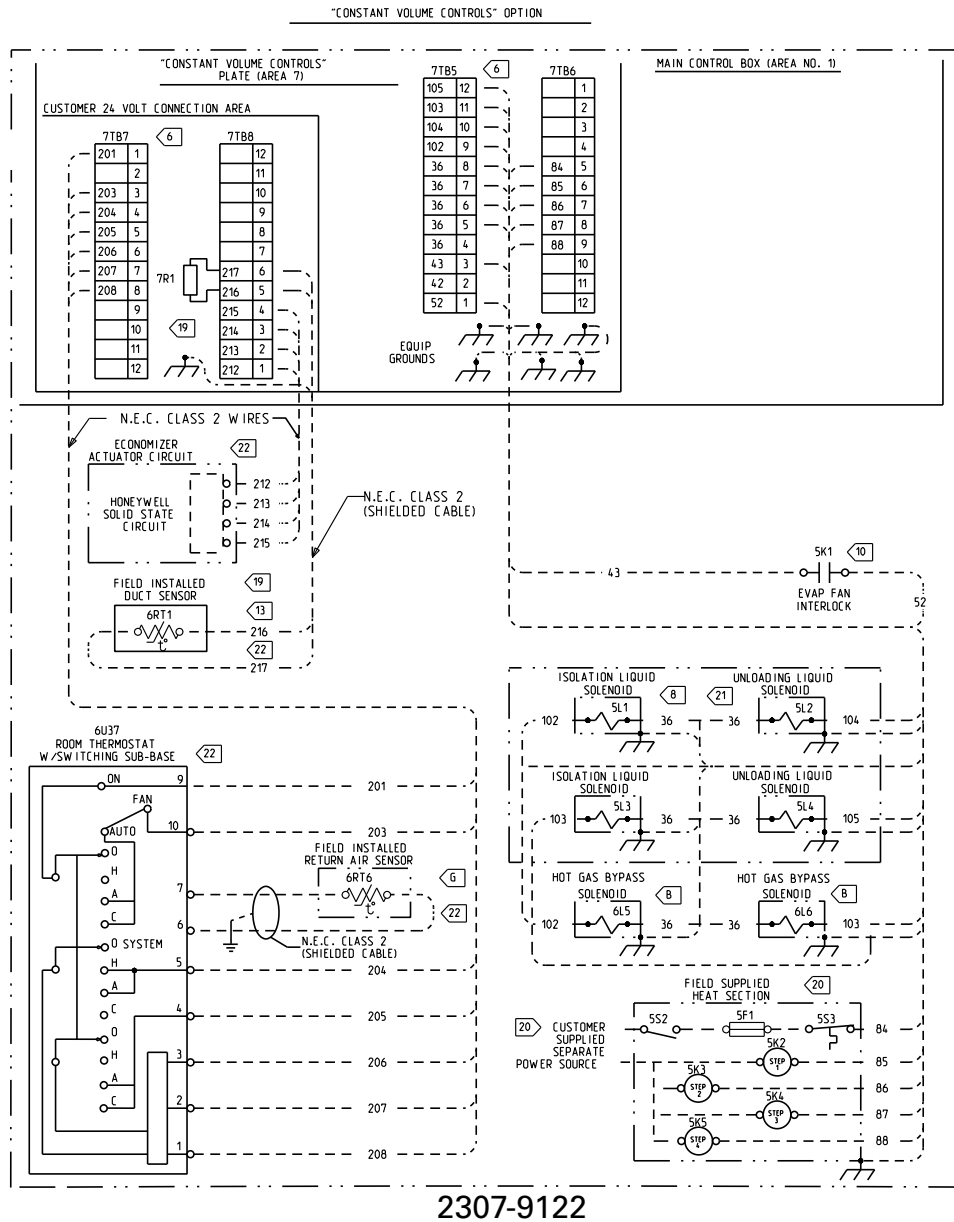 "CONSTANT VOLUME CONTROLS" OPTION
"CONSTANT VOLUME CONTROLS"
PLATE (AREA 7)
MAIN CONTROL BOX (AREA NO. 1)
CUSTOMER 24 VOLT CONNECTION AREA
7TB5 6 7TB6
105 12 1
103 11 2
104 10 3
102 9 4
36 8 84 5
36 7 85 6
36 6 86 7
36 5 87 8
36 4 88 9
43 3 10
42 2 11
52 1 12
7TB7 6 7TB8
201 1 12
2 11
203 3 10
204 4 9
205 5 8
206 6 7
207 7 7R1 217 6
208 8 216 5
9 215 4
10 19 214 3
11 213 2
12 212 1
EQUIP
GROUNDS
N.E.C. CLASS 2 WIRES
ECONOMIZER
ACTUATOR CIRCUIT
22
HONEYWELL
SOLID STATE
CIRCUIT
212
213
214
215
N.E.C. CLASS 2
(SHIELDED CABLE)
FIELD INSTALLED
DUCT SENSOR
19
6RT1
t°
13
216
22
217
43
5K1 10
EVAP FAN
INTERLOCK
52
ISOLATION LIQUID
SOLENOID
8
21
UNLOADING LIQUID
SOLENOID
102 5L1 36 36 5L2 104
ISOLATION LIQUID
SOLENOID
UNLOADING LIQUID
SOLENOID
103 5L3 36 36 5L4 105
HOT GAS BYPASS
SOLENOID
B
HOT GAS BYPASS
SOLENOID
B
102 6L5 36 36 6L6 103
6U37
ROOM THERMOSTAT
W/SWITCHING SUB-BASE
22
ON 9 201
FAN
AUTO 10 203
O
H
A 7
C 6
FIELD INSTALLED
RETURN AIR SENSOR
6RT6
t°
G
22
N.E.C. CLASS 2
(SHIELDED CABLE)
O SYSTEM
H 5 204
A
C 4 205
O
H 3 206
A
C 2 207
1 208
FIELD SUPPLIED
HEAT SECTION
20
20 CUSTOMER
SUPPLIED
SEPARATE
POWER SOURCE
5S2 5F1 5S3 84
5K2
STEP
1
85
5K3
STEP
2
86
5K4
STEP
3
87
5K5
STEP
4
88
2307-9122